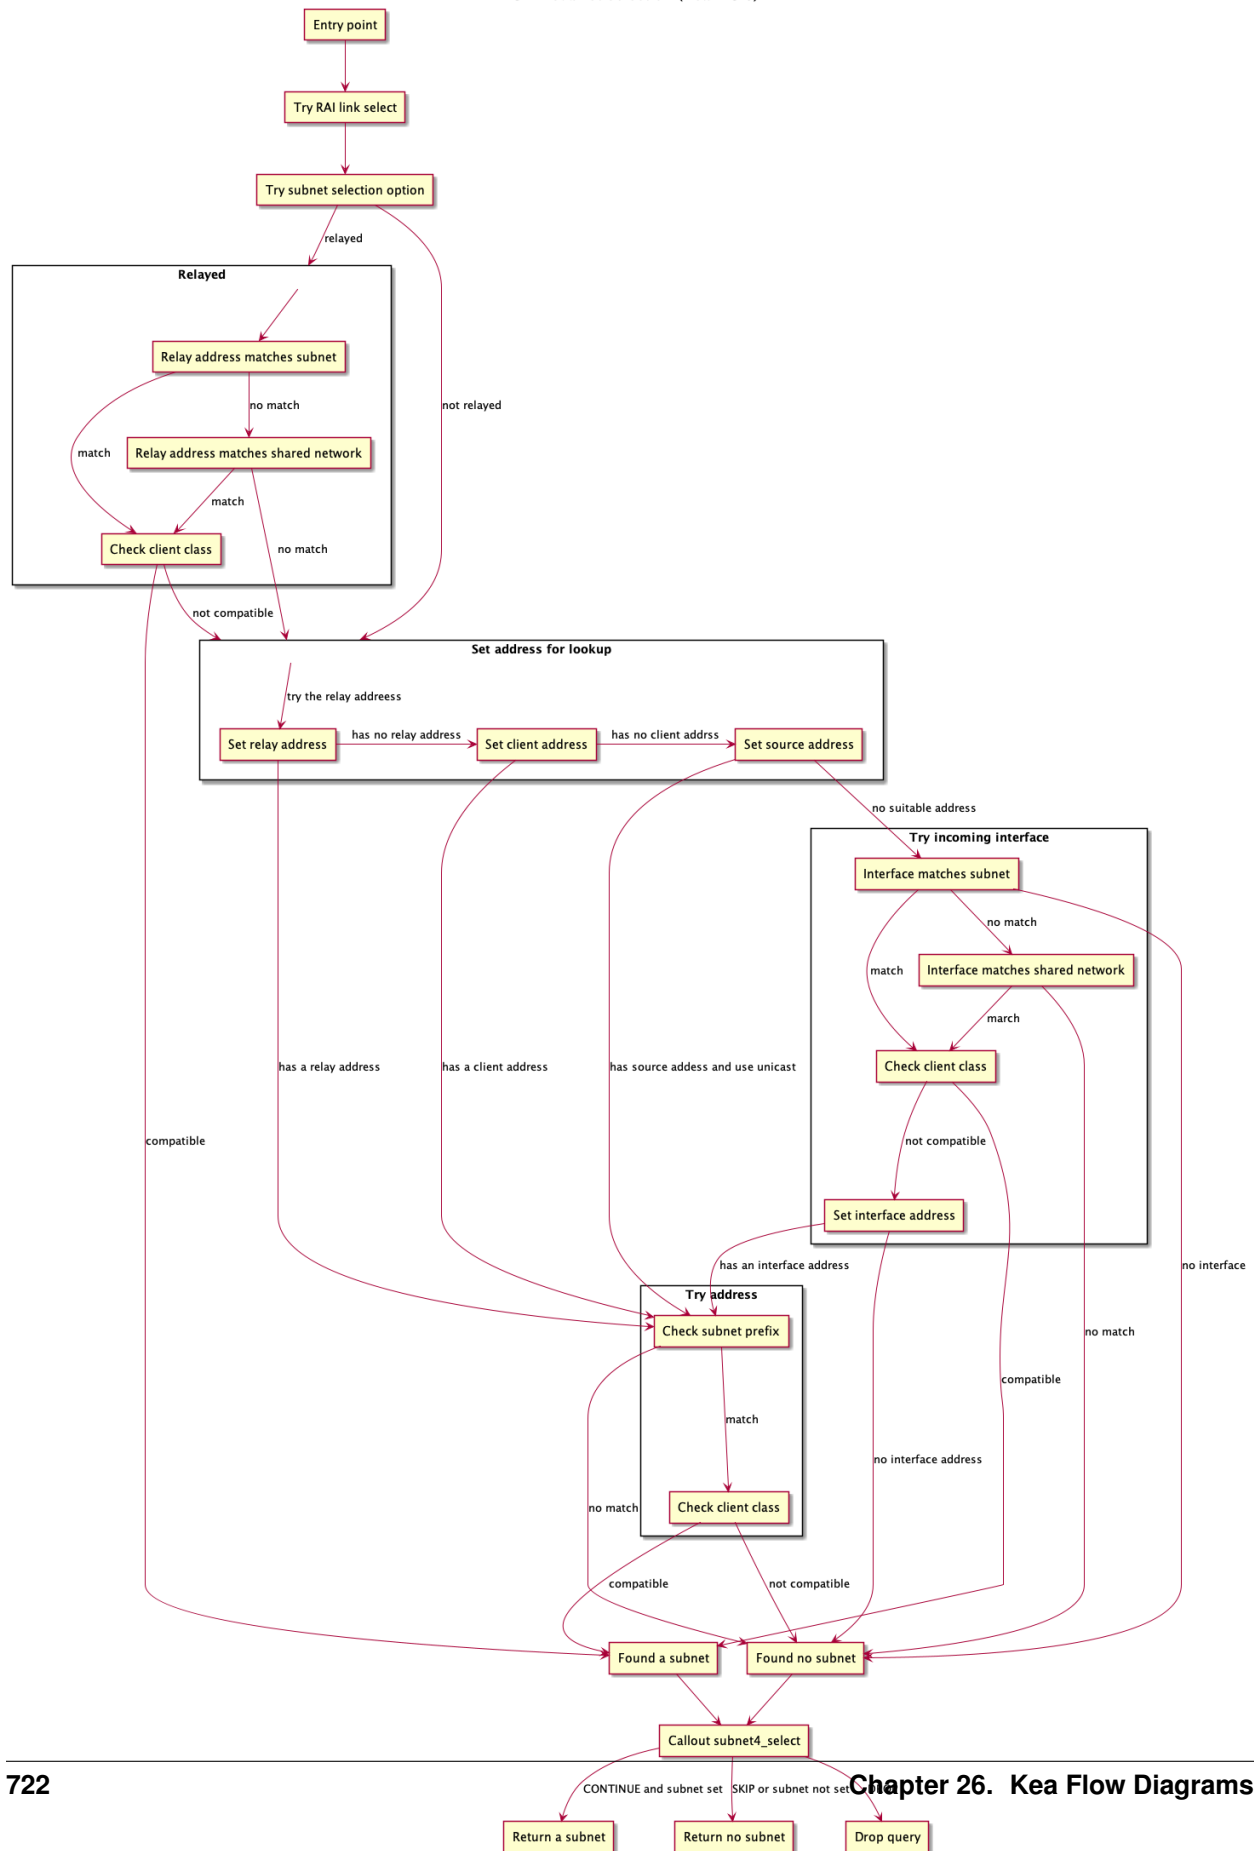 Entry point
Try RAI link select
Try subnet selection option
relayed
Relayed
Relay address matches subnet
no match
not relayed
match
Relay address matches shared network
match
no match
Check client class
not compatible
Set address for lookup
try the relay addreess
Set relay address
has no relay address
Set client address
has no client addrss
Set source address
no suitable address
Try incoming interface
Interface matches subnet
no match
match
Interface matches shared network
march
Check client class
has a relay address
has a client address
has source addess and use unicast
compatible
not compatible
Set interface address
has an interface address
no interface
Try address
Check subnet prefix
no match
compatible
match
no interface address
no match
Check client class
compatible
not compatible
Found a subnet
Found no subnet
Callout subnet4_select
722
Chapter 26. Kea Flow Diagrams
CONTINUE and subnet set
SKIP or subnet not set
Return a subnet
Return no subnet
Drop query